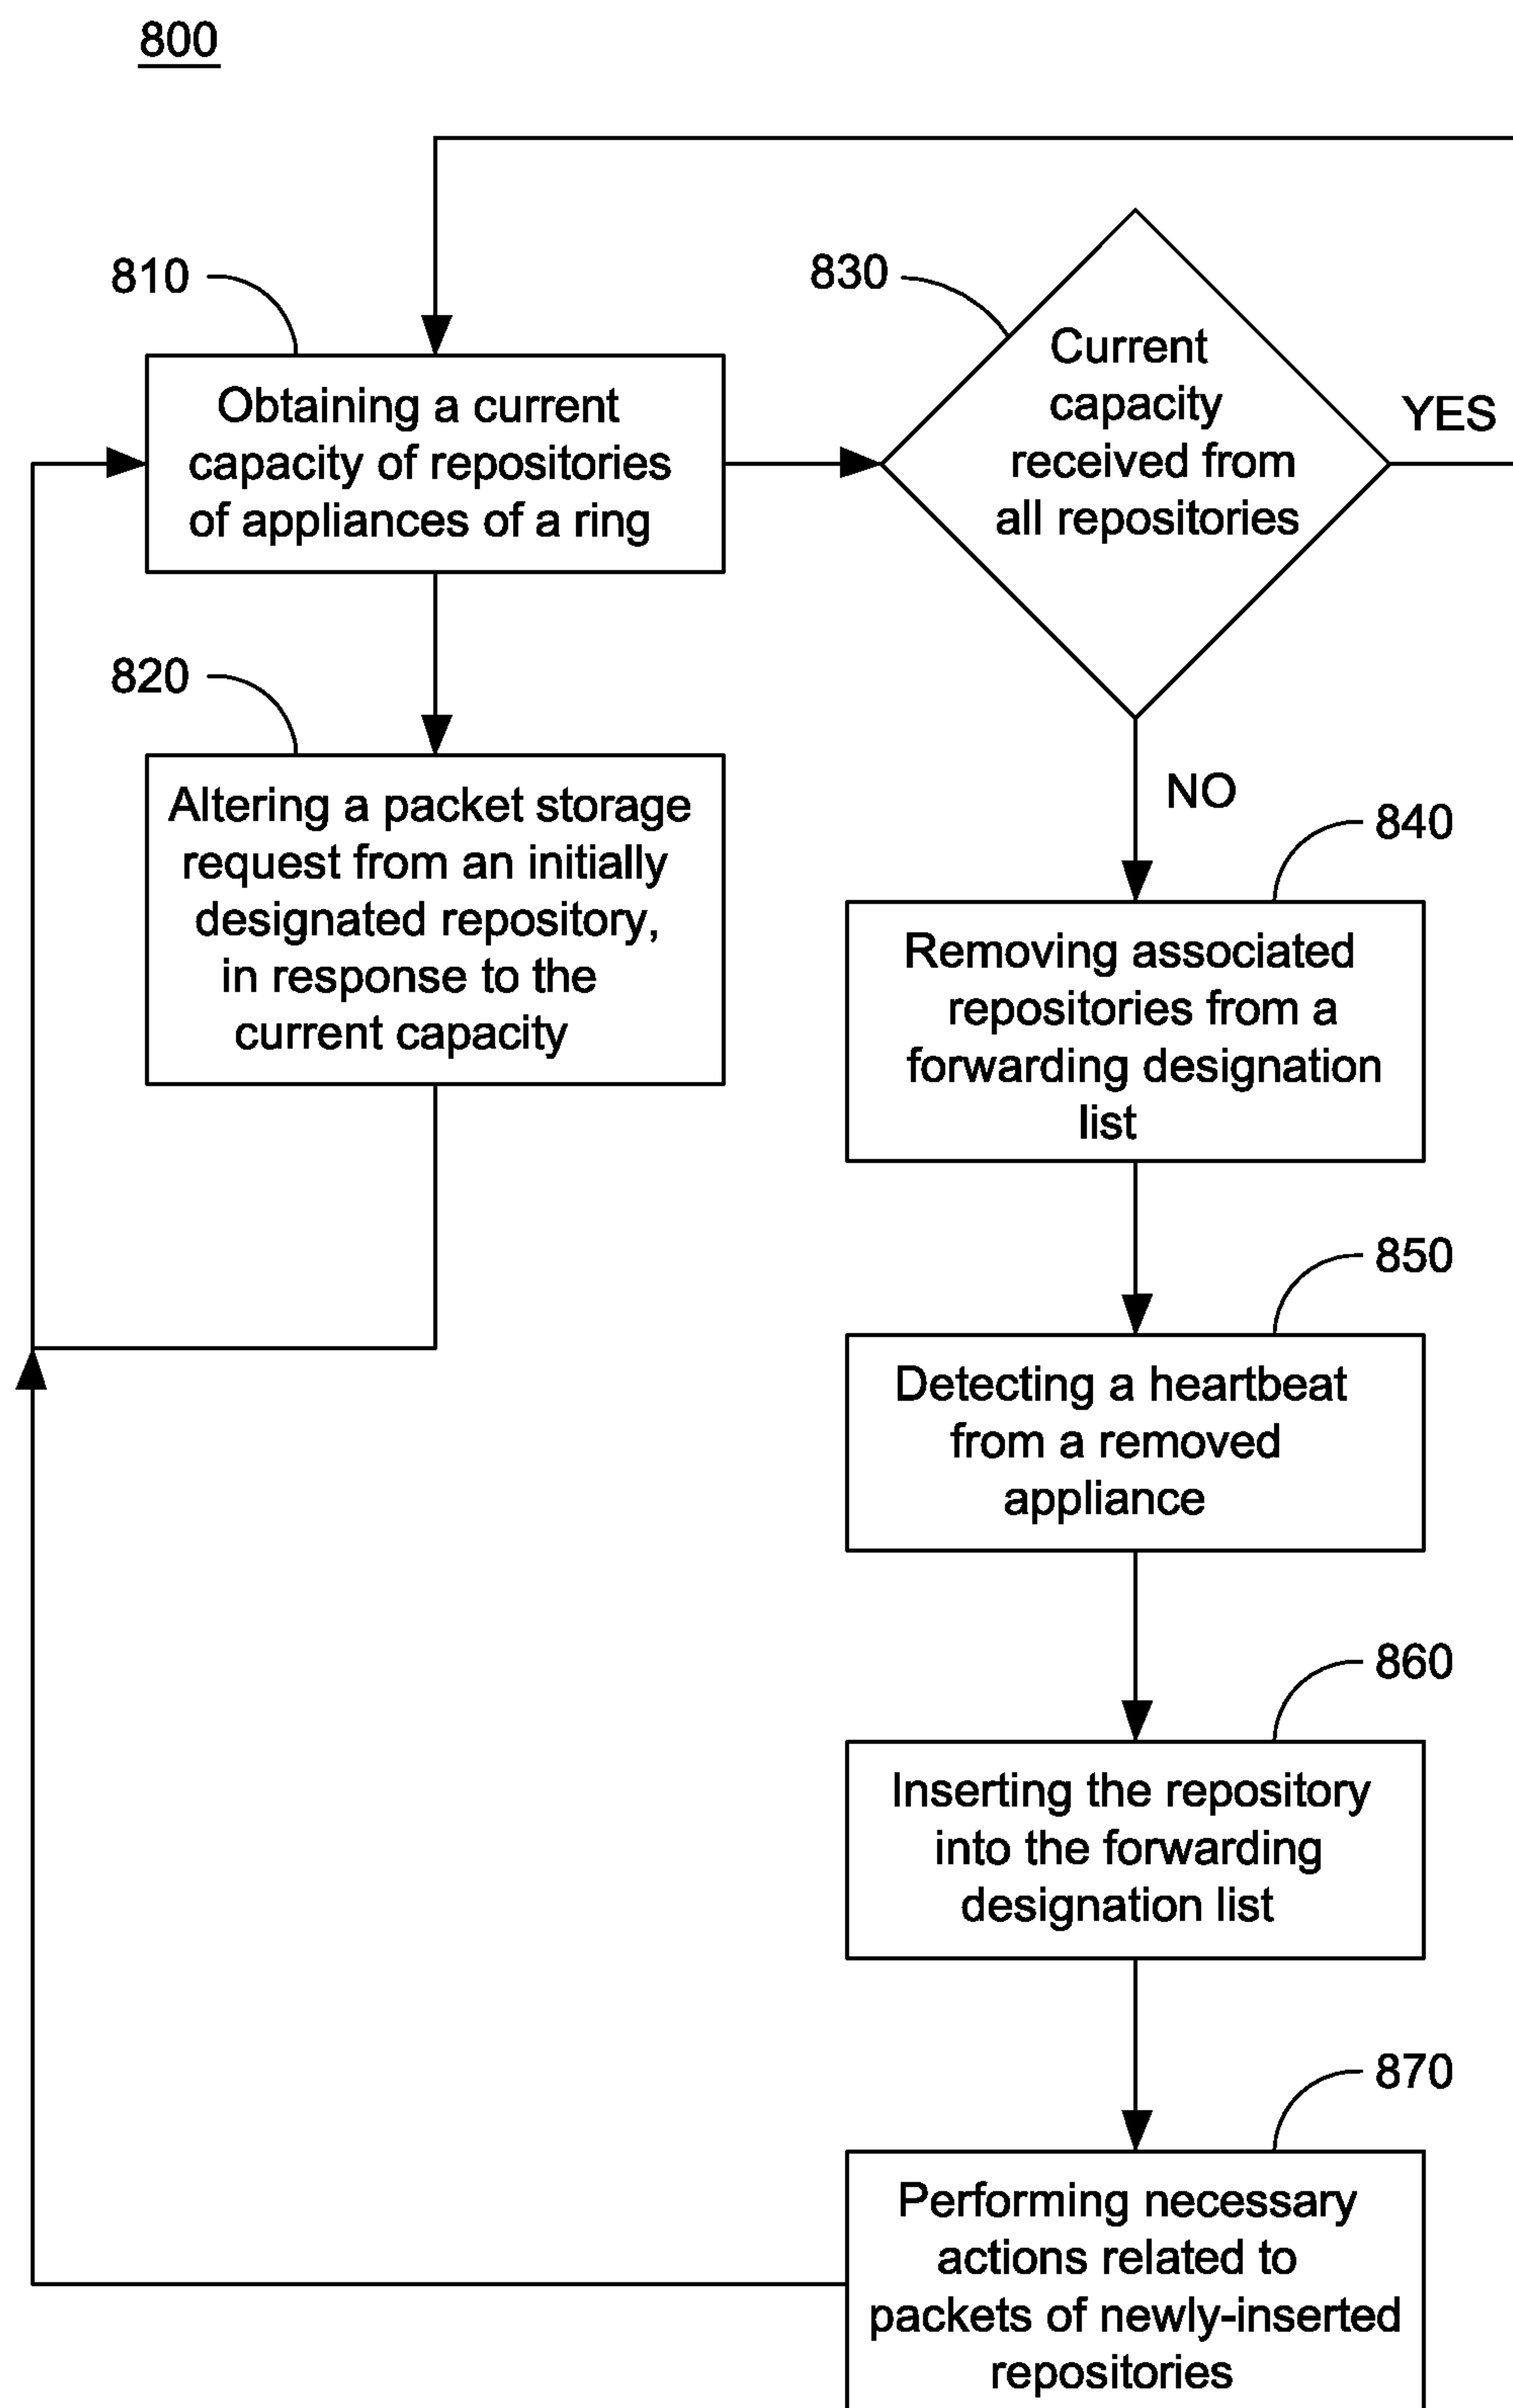 800
810
Obtaining a current
capacity of repositories
of appliances of a ring
820
Altering a packet storage
request from an initially
designated repository,
in response to the
current capacity
830
Current
capacity
received from
all repositories
YES
NO
840
Removing associated
repositories from a
forwarding designation
list
850
Detecting a heartbeat
from a removed
appliance
860
Inserting the repository
into the forwarding
designation list
870
Performing necessary
actions related to
packets of newly-inserted
repositories